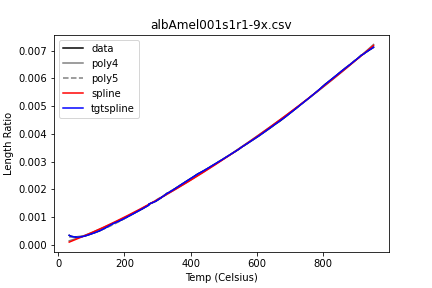 albAmel001s1r1-9x.csv
data
poly4
poly5
spline
tgtspline
0.007
0.006
0.005
0.004
0.003
0.002
0.001
0.000
Length Ratio
0 200 400 600 800
Temp (Celsius)